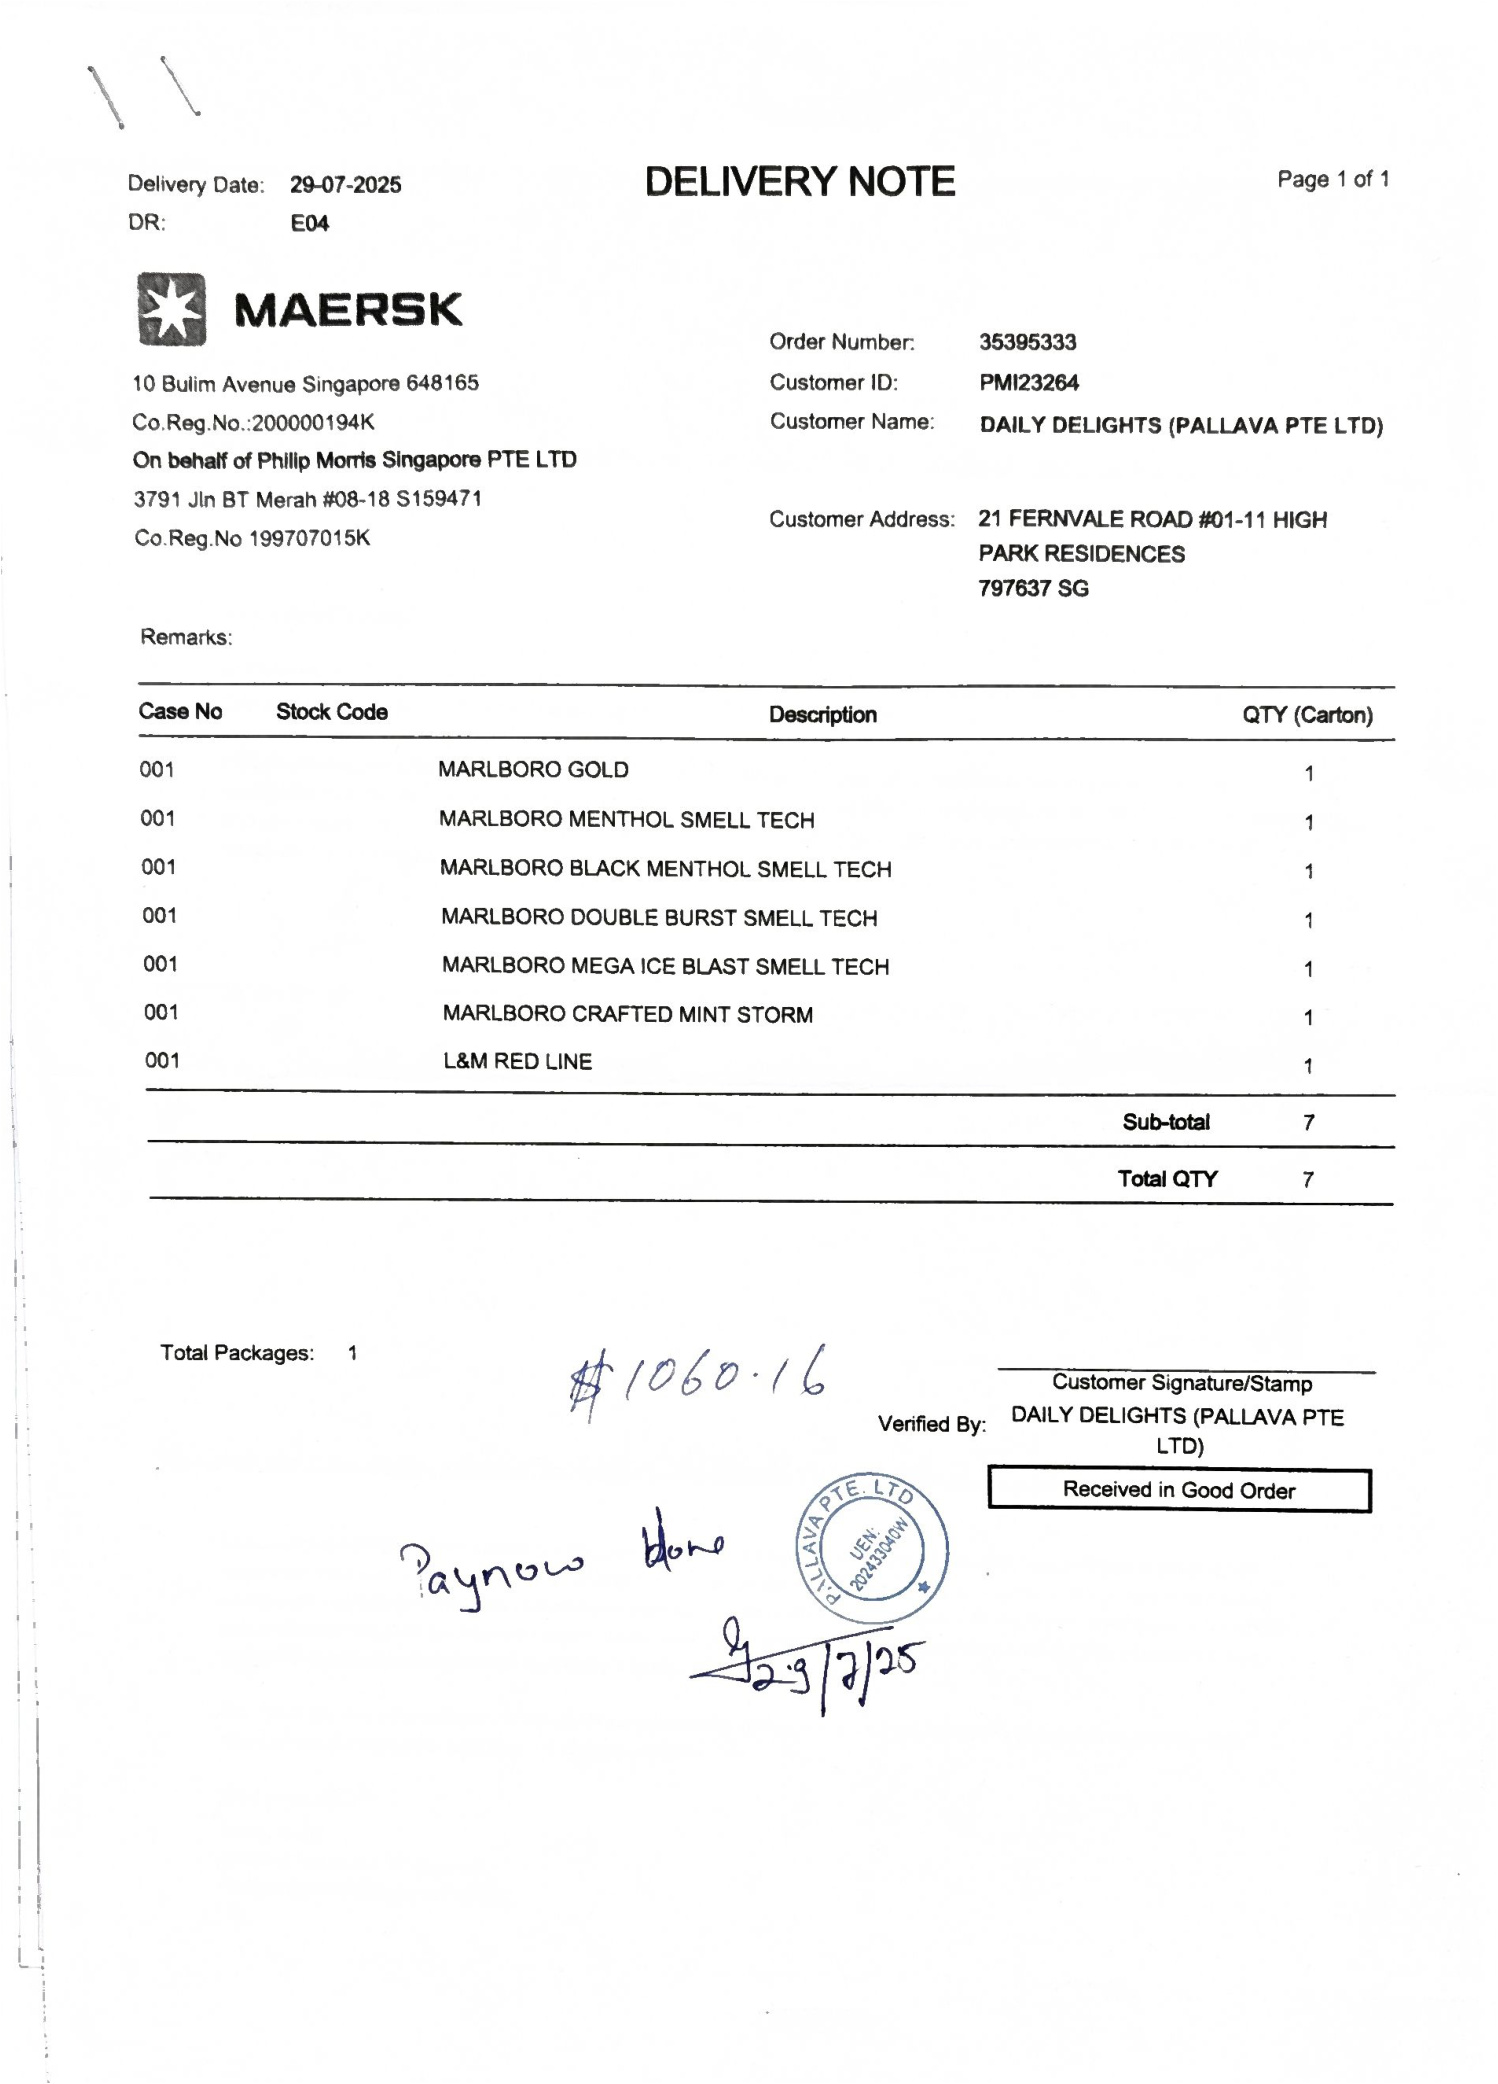 Delivery Date: 29-07-2025
DELIVERY NOTE
Page 1 of 1
DR: E04
MAERSK
10 Bulim Avenue Singapore 648165
Co.Reg.No.:200000194K
On behalf of Philip Morris Singapore PTE LTD
3791 Jln BT Merah #08-18 S159471
Co.Reg.No 199707015K
Order Number: 35395333
Customer ID: PMI23264
Customer Name: DAILY DELIGHTS (PALLAVA PTE LTD)
Customer Address: 21 FERNVALE ROAD #01-11 HIGH
PARK RESIDENCES
797637 SG
Remarks:
Case No Stock Code Description QTY (Carton)
001 MARLBORO GOLD 1
001 MARLBORO MENTHOL SMELL TECH 1
001 MARLBORO BLACK MENTHOL SMELL TECH 1
001 MARLBORO DOUBLE BURST SMELL TECH 1
001 MARLBORO MEGA ICE BLAST SMELL TECH 1
001 MARLBORO CRAFTED MINT STORM 1
001 L&M RED LINE 1
Sub-total 7
Total QTY 7
Total Packages: 1
$1060.16
Customer Signature/Stamp
Verified By: DAILY DELIGHTS (PALLAVA PTE
LTD)
Received in Good Order
PALLAVA PTE. LTD
UEN:
202433040W
Paynow
29/7/25